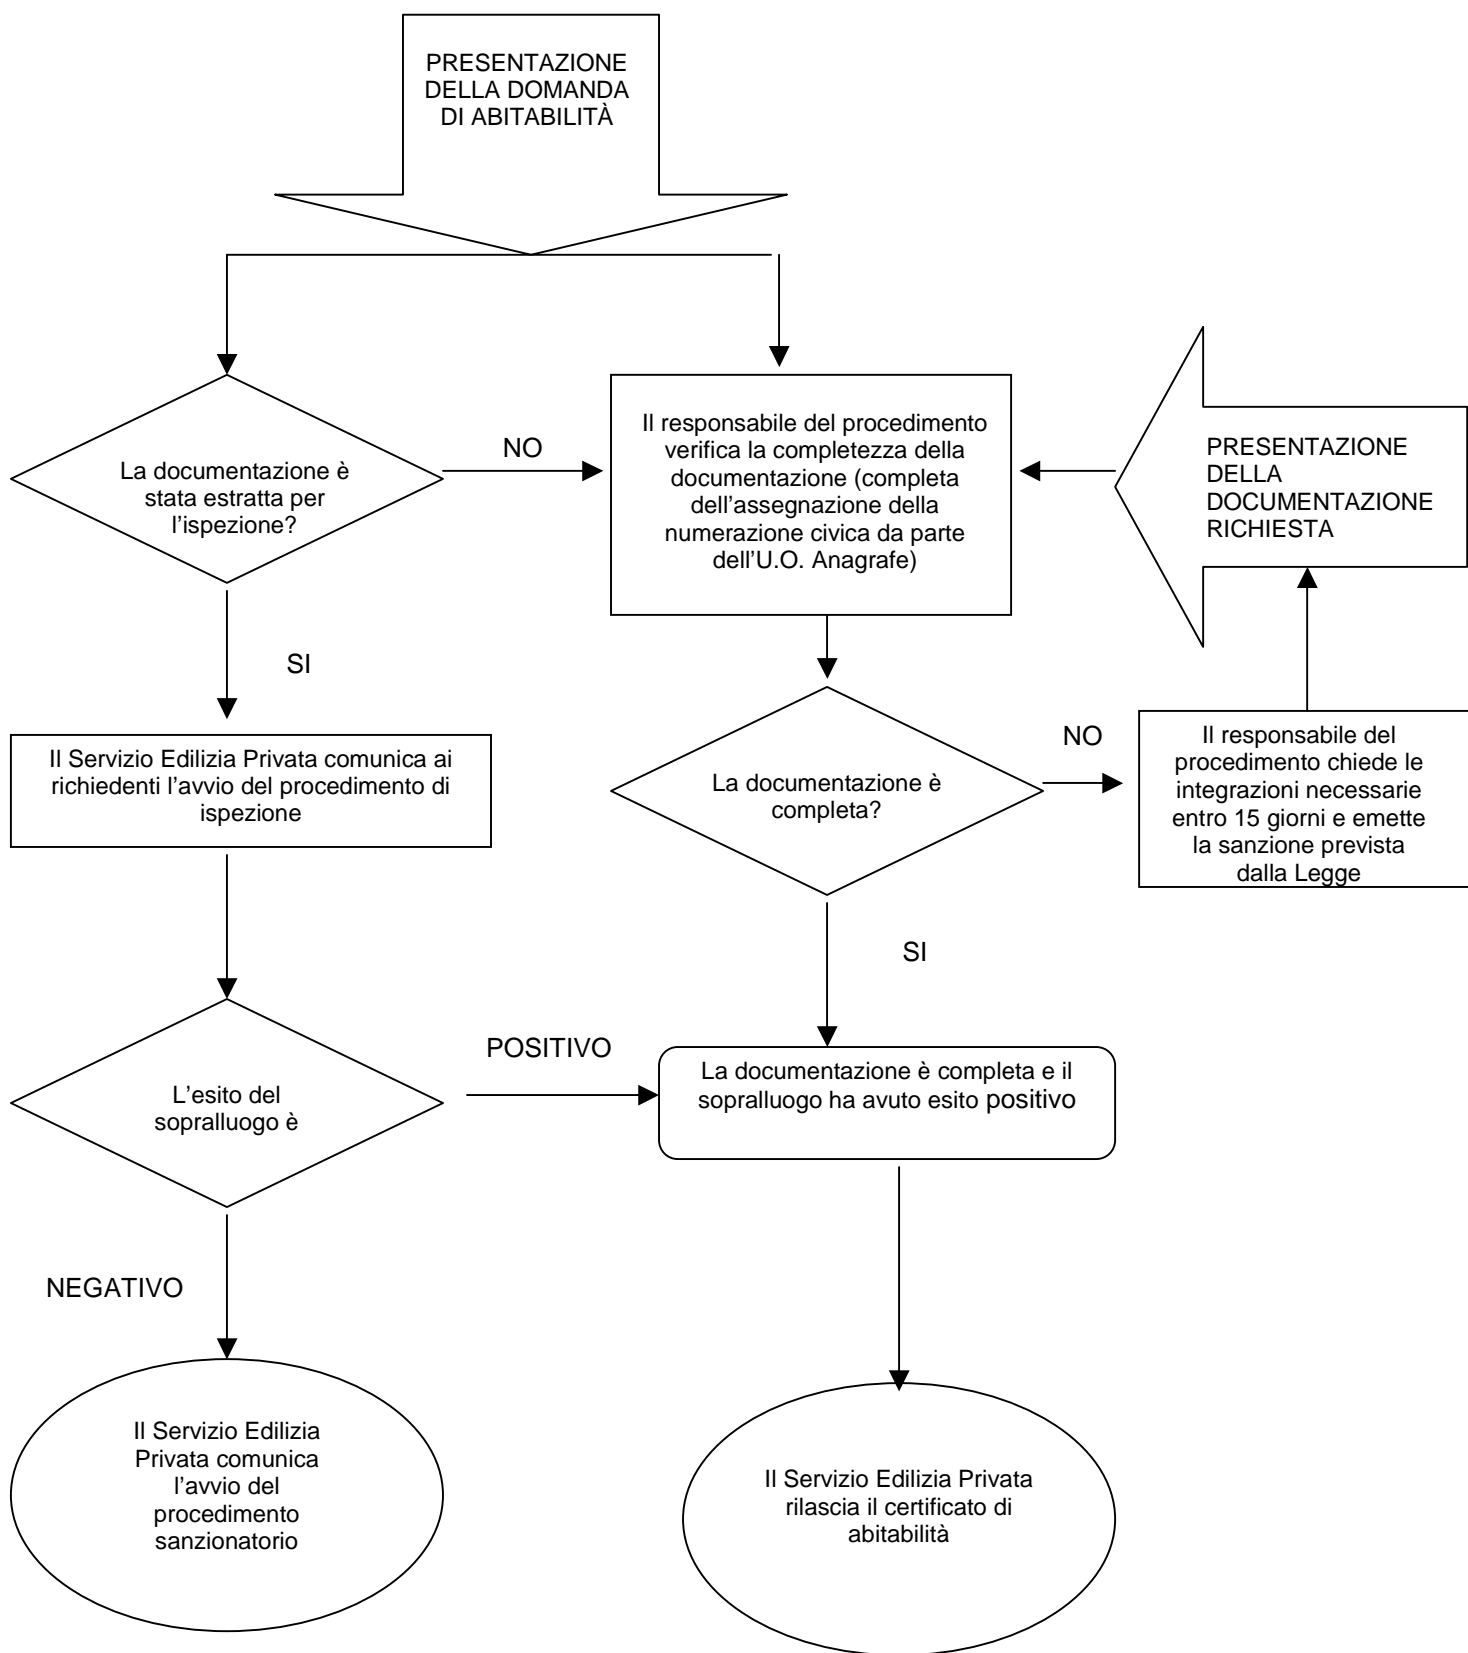 PRESENTAZIONE
DELLA DOMANDA
DI ABITABILITÀ
La documentazione è
stata estratta per
l’ispezione?
NO
Il responsabile del procedimento
verifica la completezza della
documentazione (completa
dell’assegnazione della
numerazione civica da parte
dell’U.O. Anagrafe)
PRESENTAZIONE
DELLA
DOCUMENTAZIONE
RICHIESTA
SI
Il Servizio Edilizia Privata comunica ai
richiedenti l’avvio del procedimento di
ispezione
La documentazione è
completa?
NO
Il responsabile del
procedimento chiede le
integrazioni necessarie
entro 15 giorni e emette
la sanzione prevista
dalla Legge
SI
L’esito del
sopralluogo è
POSITIVO
La documentazione è completa e il
sopralluogo ha avuto esito positivo
NEGATIVO
Il Servizio Edilizia
Privata comunica
l’avvio del
procedimento
sanzionatorio
Il Servizio Edilizia Privata
rilascia il certificato di
abitabilità